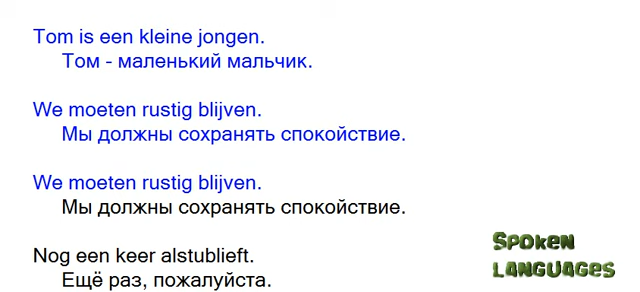 Tom is een kleine jongen.
Том - маленький мальчик.
We moeten rustig blijven.
Мы должны сохранять спокойствие.
We moeten rustig blijven.
Мы должны сохранять спокойствие.
Nog een keer alstublieft.
Ещё раз, пожалуйста.
Spoken
Languages